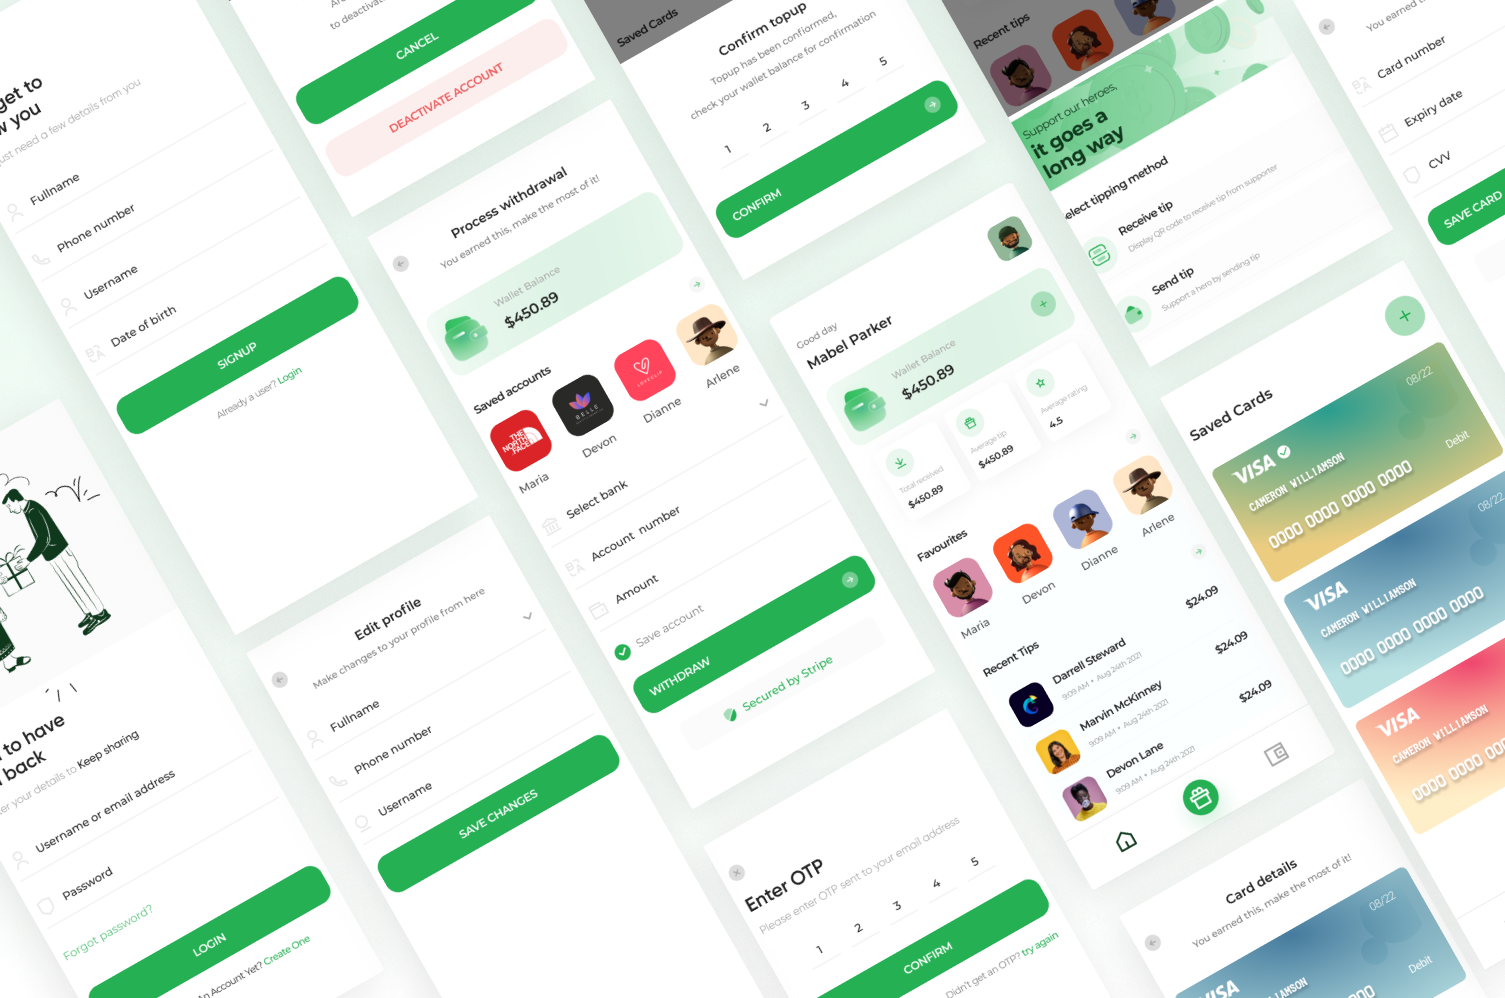 get to
w you
just need a few details from you
Fullname
Phone number
Username
Date of birth
SIGNUP
Already a user? Login
to have
back
Keep sharing
your details to
Username or email address
Password
Forgot password?
LOGIN
An Account Yet? Create One
to deactivate
CANCEL
DEACTIVATE ACCOUNT
Process withdrawal
You earned this, make the most of it!
Wallet Balance
$450.89
Saved accounts
THE
NORTH
FACE
BELLE
Maria
Devon
Dianne
Arlene
Select bank
Account number
Amount
Save account
WITHDRAW
Secured by Stripe
Edit profile
Make changes to your profile from here
Fullname
Phone number
Username
SAVE CHANGES
Saved Cards
Confirm topup
Topup has been confiormed,
check your wallet balance for confirmation
1 2 3 4 5
CONFIRM
Good day
Mabel Parker
Wallet Balance
$450.89
Total received
$450.89
Average tip
$450.89
Average rating
4.5
Favourites
Maria
Devon
Dianne
Arlene
Recent Tips
Darrell Steward
9:09 AM • Aug 24th 2021
$24.09
Marvin McKinney
9:09 AM • Aug 24th 2021
$24.09
Devon Lane
9:09 AM • Aug 24th 2021
$24.09
Enter OTP
Please enter OTP sent to your email address
1 2 3 4 5
CONFIRM
Didn't get an OTP? try again
Recent tips
Support our heroes,
it goes a
long way
Select tipping method
Receive tip
Display QR code to receive tip from supporter
Send tip
Support a hero by sending tip
You earned
Card number
Expiry date
CVV
SAVE CARD
Saved Cards
VISA
08/22
CAMERON WILLIAMSON
Debit
0000 0000 0000 0000
VISA
08/22
CAMERON WILLIAMSON
0000 0000 0000 0000
VISA
CAMERON WILLIAMSON
0000 0000 0000
Card details
You earned this, make the most of it!
08/22
VISA
Debit